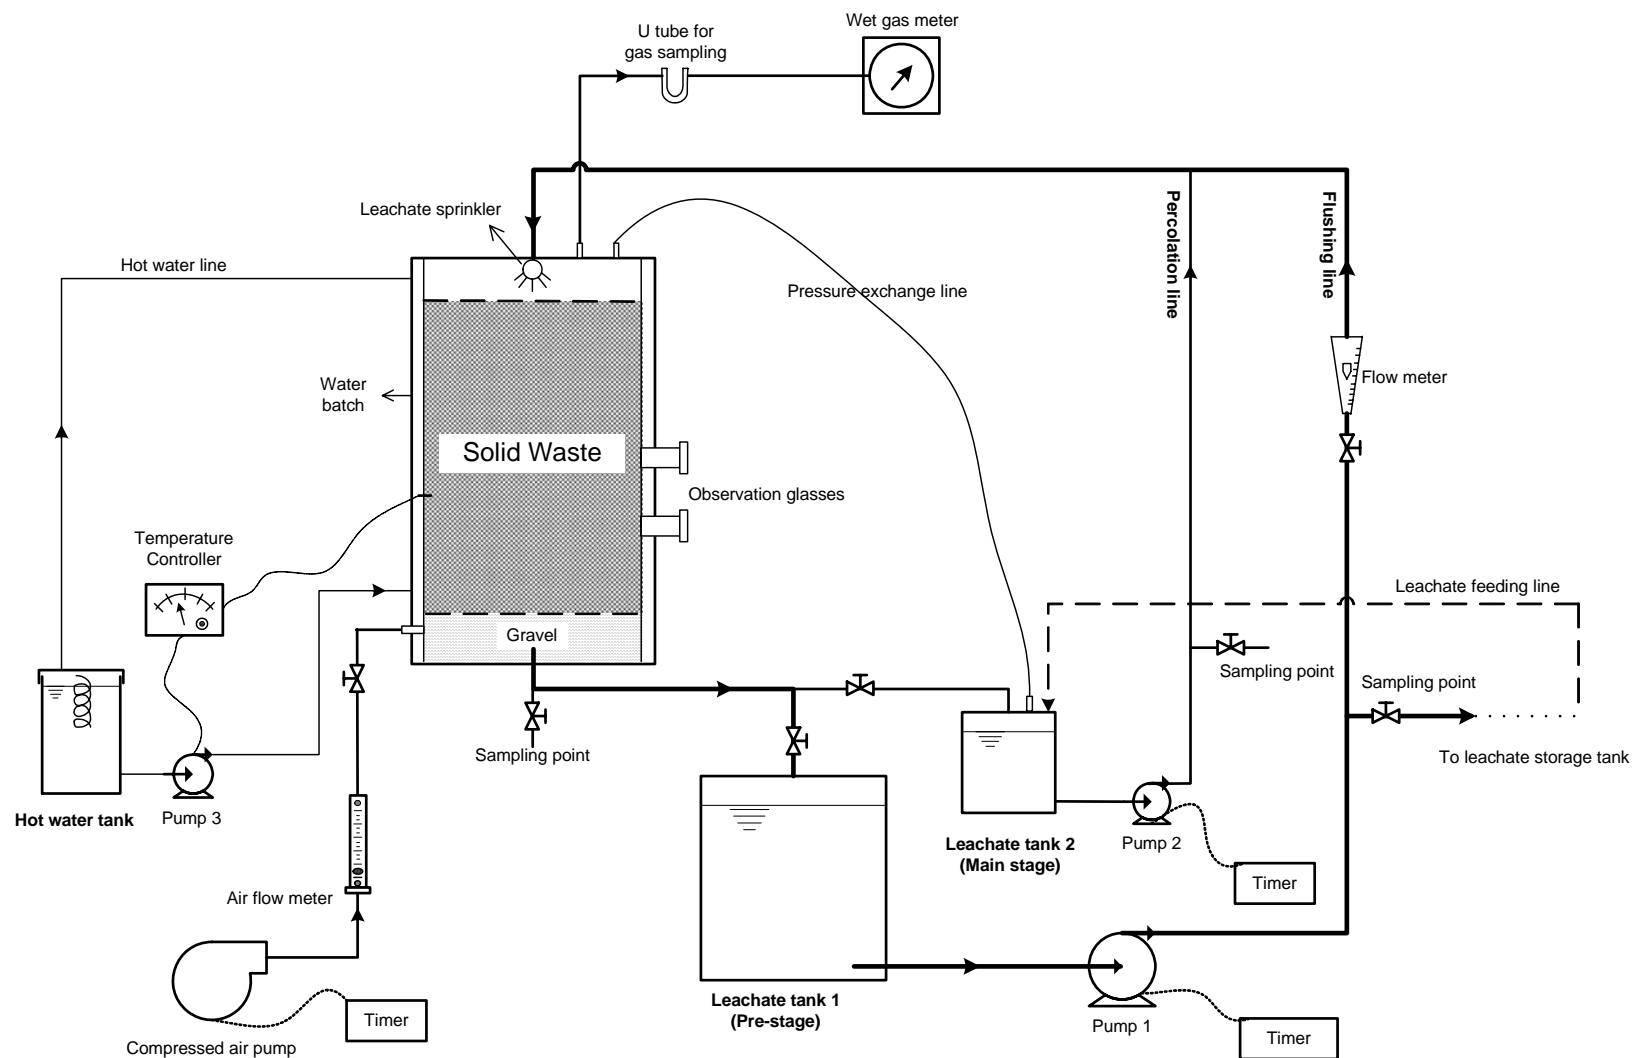 Wet gas meter
U tube for
gas sampling
Leachate sprinkler
Hot water line
Pressure exchange line
Percolation line
Flushing line
Water
batch
Flow meter
Solid Waste
Observation glasses
Temperature
Controller
Leachate feeding line
Gravel
Sampling point
Sampling point
Sampling point
To leachate storage tank
Hot water tank
Pump 3
Leachate tank 2
(Main stage)
Pump 2
Timer
Air flow meter
Leachate tank 1
(Pre-stage)
Pump 1
Timer
Timer
Compressed air pump